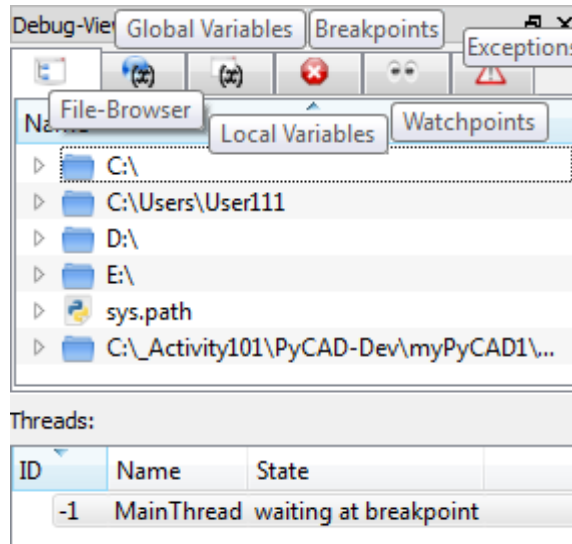 Debug-Vie
Global Variables
Breakpoints
Exceptions
(x)
(x)
File-Browser
Local Variables
Watchpoints
Na
C:\
C:\Users\User111
D:\
E:\
sys.path
C:\_Activity101\PyCAD-Dev\myPyCAD1\...
Threads:
ID Name State
-1 MainThread waiting at breakpoint